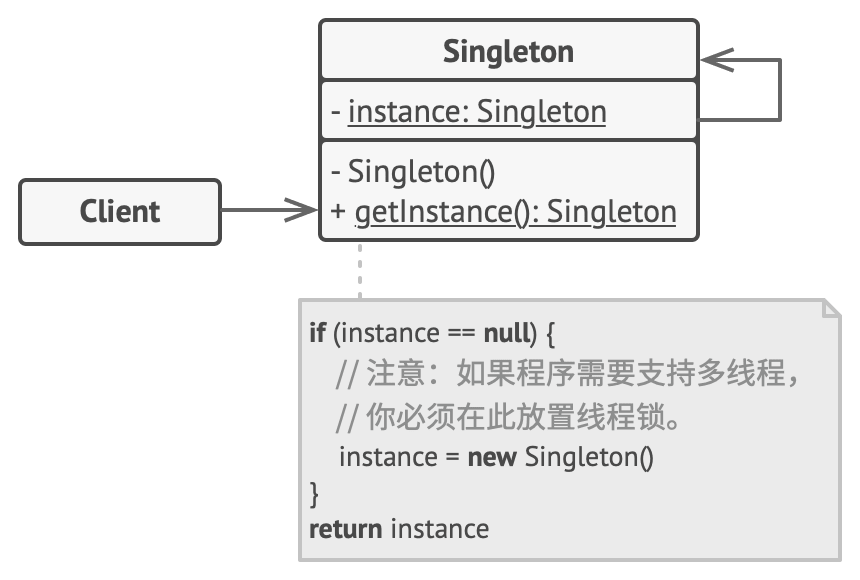 Singleton
- instance: Singleton
- Singleton()
+ getInstance(): Singleton
Client
if (instance == null) {
// 注意：如果程序需要支持多线程，
// 你必须在此放置线程锁。
instance = new Singleton()
}
return instance